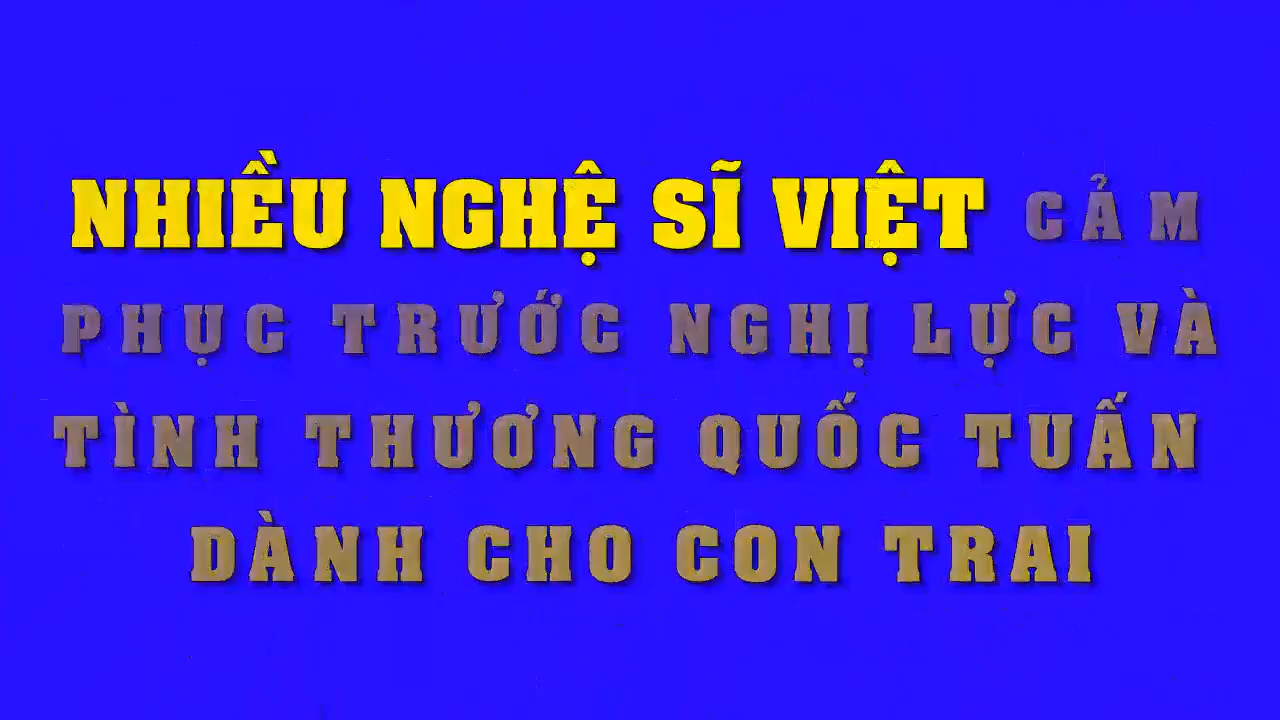 NHIỀU NGHỆ SĨ VIỆT CẢM
PHỤC TRƯỚC NGHỊ LỰC VÀ
TÌNH THƯƠNG QUỐC TUẤN
DÀNH CHO CON TRAI